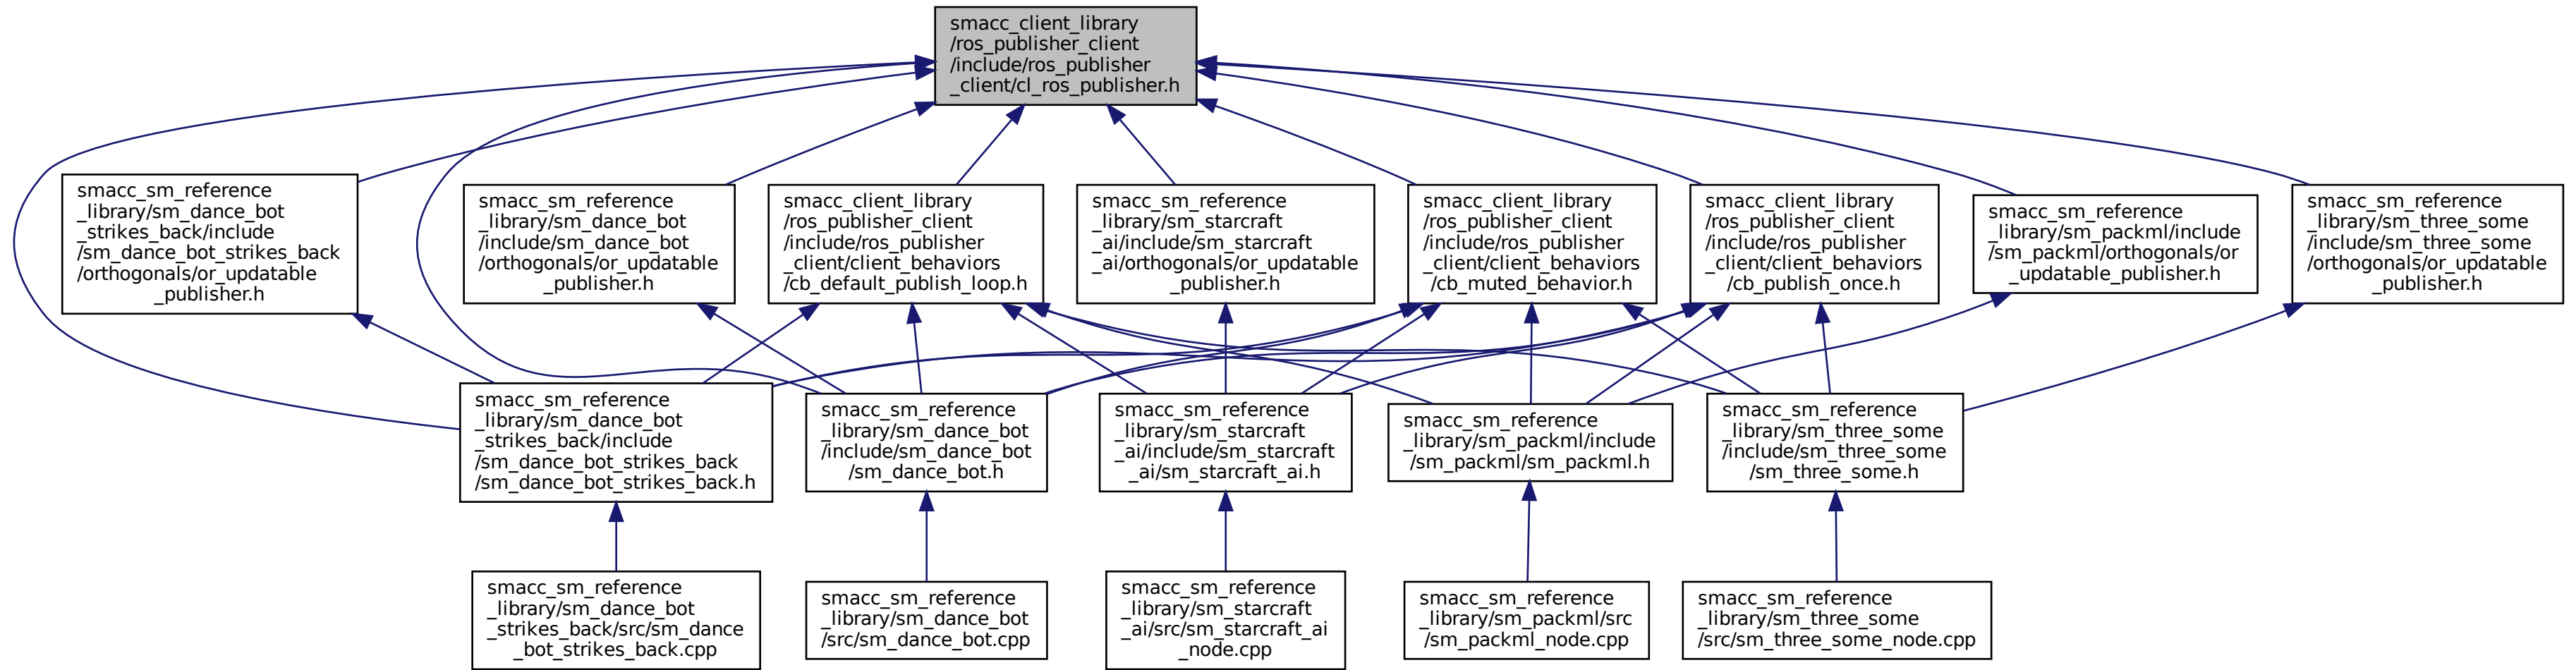 smacc_client_library
/ros_publisher_client
/include/ros_publisher
_client/cl_ros_publisher.h
smacc_sm_reference
_library/sm_dance_bot
_strikes_back/include
/sm_dance_bot_strikes_back
/orthogonals/or_updatable
_publisher.h
smacc_sm_reference
_library/sm_dance_bot
/include/sm_dance_bot
/orthogonals/or_updatable
_publisher.h
smacc_client_library
/ros_publisher_client
/include/ros_publisher
_client/client_behaviors
/cb_default_publish_loop.h
smacc_sm_reference
_library/sm_starcraft
_ai/include/sm_starcraft
_ai/orthogonals/or_updatable
_publisher.h
smacc_client_library
/ros_publisher_client
/include/ros_publisher
_client/client_behaviors
/cb_muted_behavior.h
smacc_client_library
/ros_publisher_client
/include/ros_publisher
_client/client_behaviors
/cb_publish_once.h
smacc_sm_reference
_library/sm_packml/include
/sm_packml/orthogonals/or
_updatable_publisher.h
smacc_sm_reference
_library/sm_three_some
/include/sm_three_some
/orthogonals/or_updatable
_publisher.h
smacc_sm_reference
_library/sm_dance_bot
_strikes_back/include
/sm_dance_bot_strikes_back
/sm_dance_bot_strikes_back.h
smacc_sm_reference
_library/sm_dance_bot
/include/sm_dance_bot
/sm_dance_bot.h
smacc_sm_reference
_library/sm_starcraft
_ai/include/sm_starcraft
_ai/sm_starcraft_ai.h
smacc_sm_reference
_library/sm_packml/include
/sm_packml/sm_packml.h
smacc_sm_reference
_library/sm_three_some
/include/sm_three_some
/sm_three_some.h
smacc_sm_reference
_library/sm_dance_bot
_strikes_back/src/sm_dance
_bot_strikes_back.cpp
smacc_sm_reference
_library/sm_dance_bot
/src/sm_dance_bot.cpp
smacc_sm_reference
_library/sm_starcraft
_ai/src/sm_starcraft_ai
_node.cpp
smacc_sm_reference
_library/sm_packml/src
/sm_packml_node.cpp
smacc_sm_reference
_library/sm_three_some
/src/sm_three_some_node.cpp